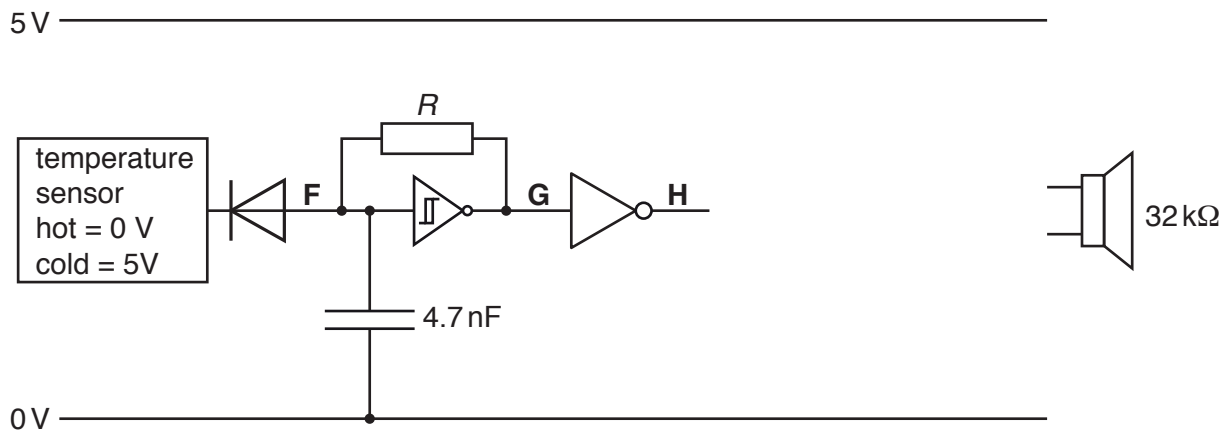 5 V
R
temperature
sensor
hot = 0 V
cold = 5V
F
G
H
32 kΩ
4.7 nF
0 V